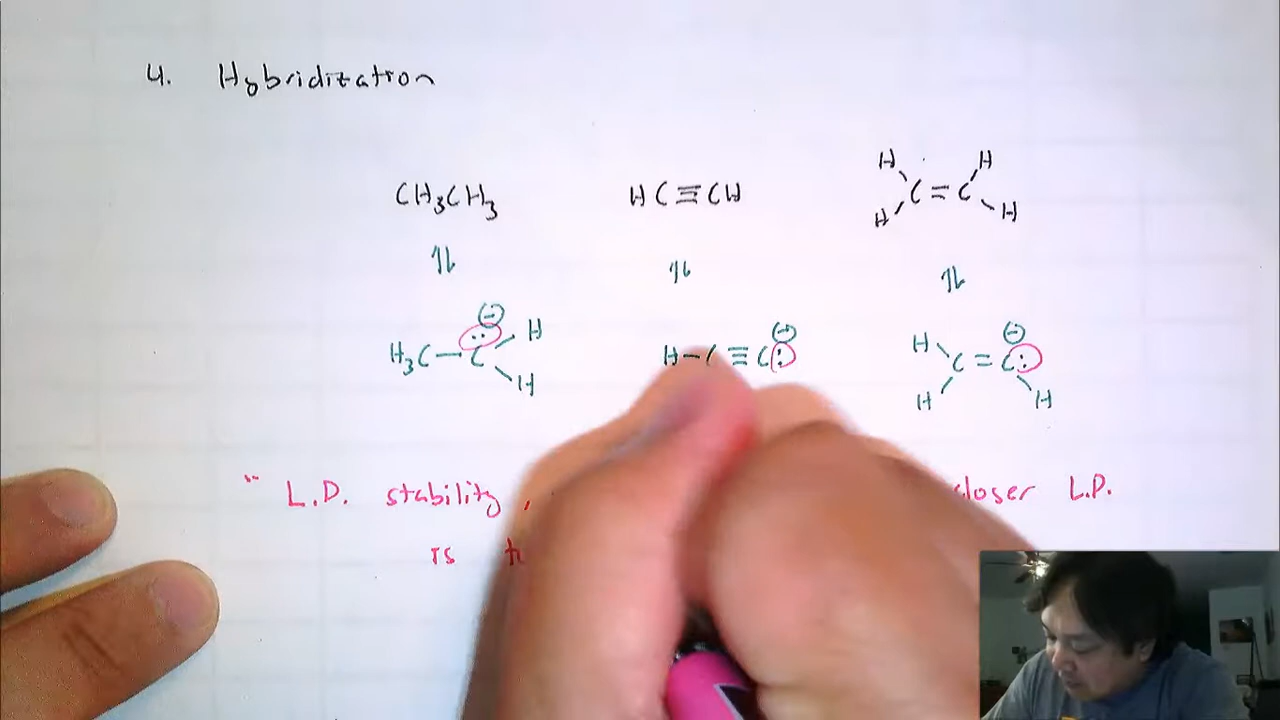 4. Hybridization
CH₃CH₃ HC≡CH H H C=C H H
⇌ ⇌ ⇌
H₃C–C: ⊖ H H H–C≡C: ⊖ H H C=C: ⊖ H
" L.P. stability, closer L.P.
is